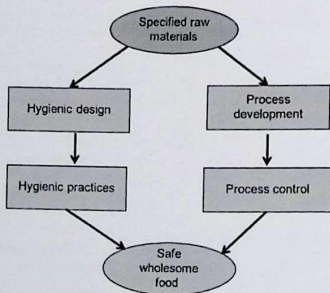 Specified raw
materials
Hygienic design
Process
development
Hygienic practices
Process control
Safe
wholesome
food